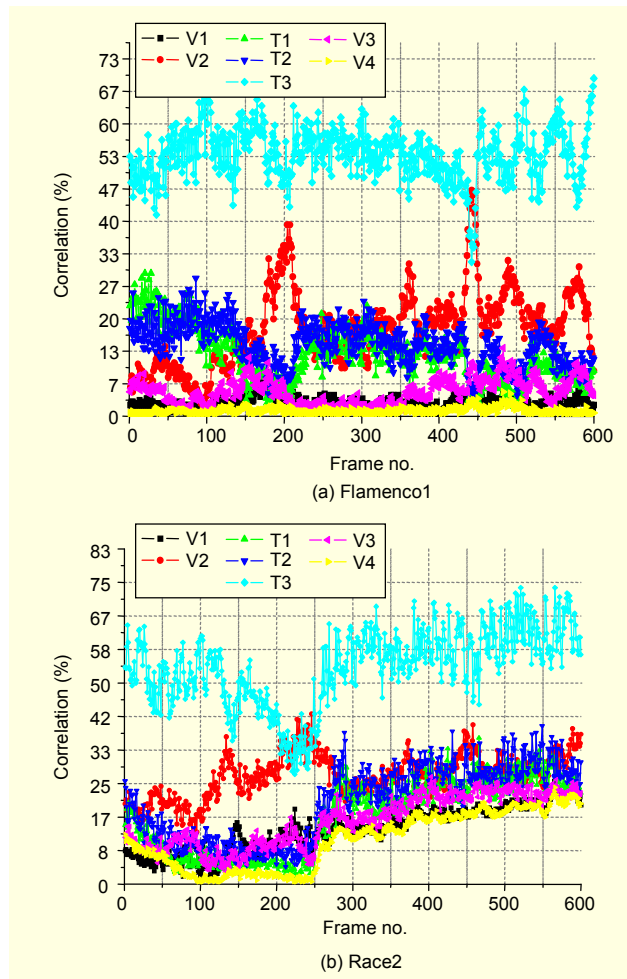 V1 T1 V3
V2 T2 V4
T3
73
67
60
53
47
40
33
27
20
13
7
0
Correlation (%)
0 100 200 300 400 500 600
Frame no.
(a) Flamenco1
V1 T1 V3
V2 T2 V4
T3
83
75
67
58
50
42
33
25
17
8
0
Correlation (%)
0 100 200 300 400 500 600
Frame no.
(b) Race2